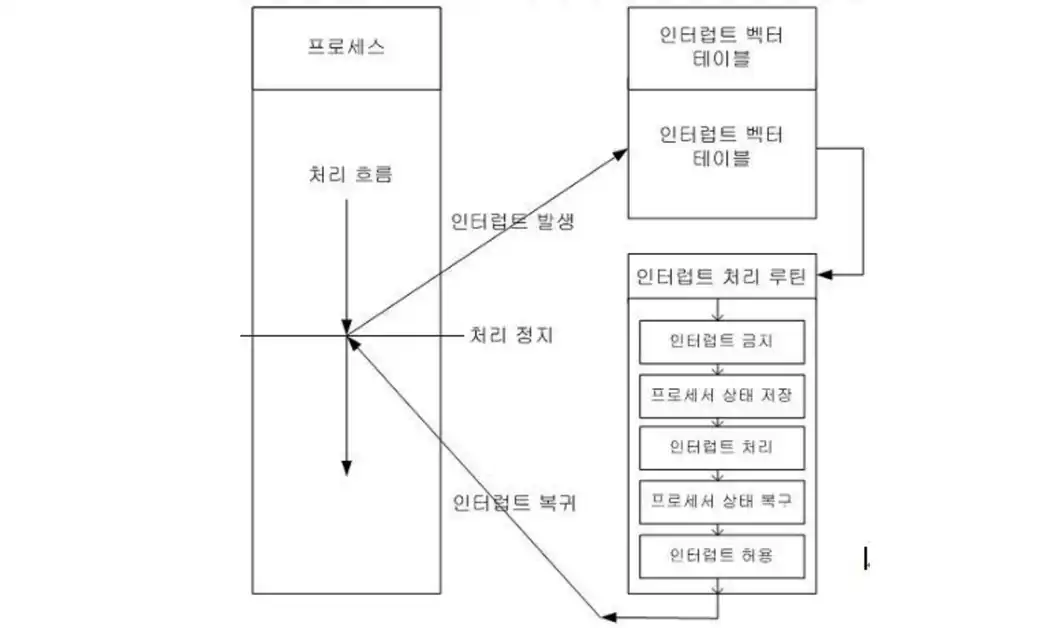 프로세스
처리 흐름
인터럽트 발생
처리 정지
인터럽트 복귀
인터럽트 벡터
테이블
인터럽트 벡터
테이블
인터럽트 처리 루틴
인터럽트 금지
프로세서 상태 저장
인터럽트 처리
프로세서 상태 복구
인터럽트 허용